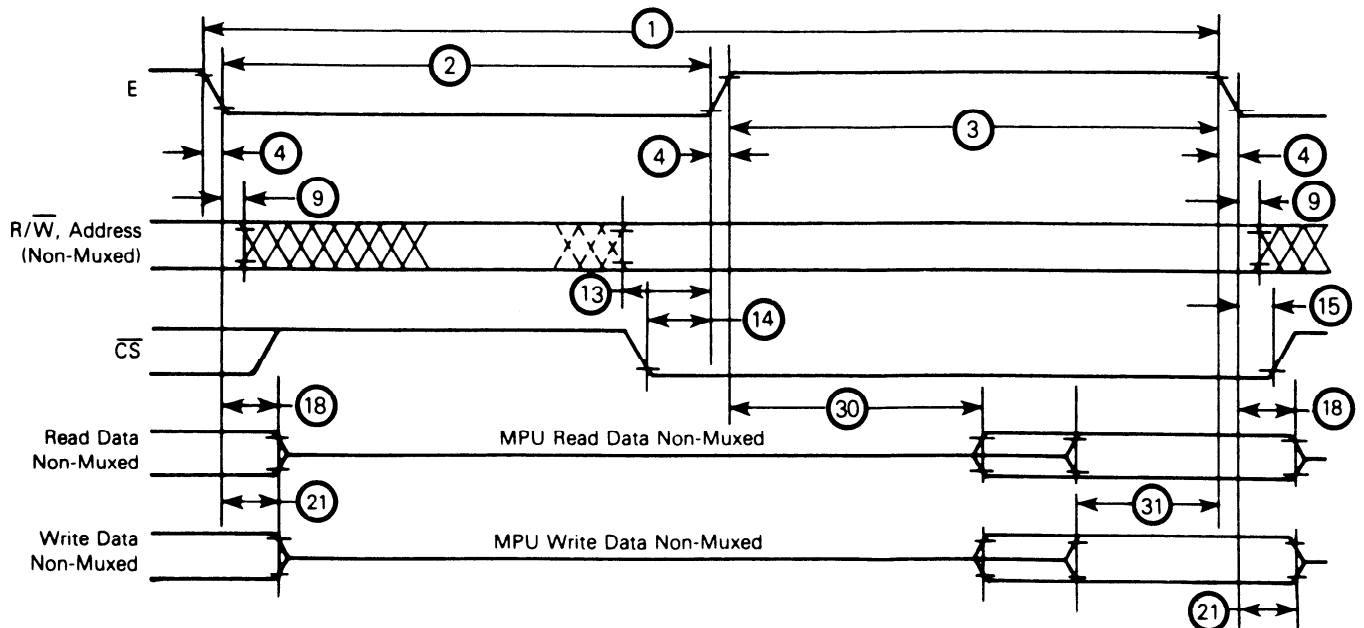 1
2
E
3
4 4 4
9 9
R/W̅, Address
(Non-Muxed)
13
14 15
C̅S̅
18 30 18
Read Data
Non-Muxed
MPU Read Data Non-Muxed
21 31
Write Data
Non-Muxed
MPU Write Data Non-Muxed
21